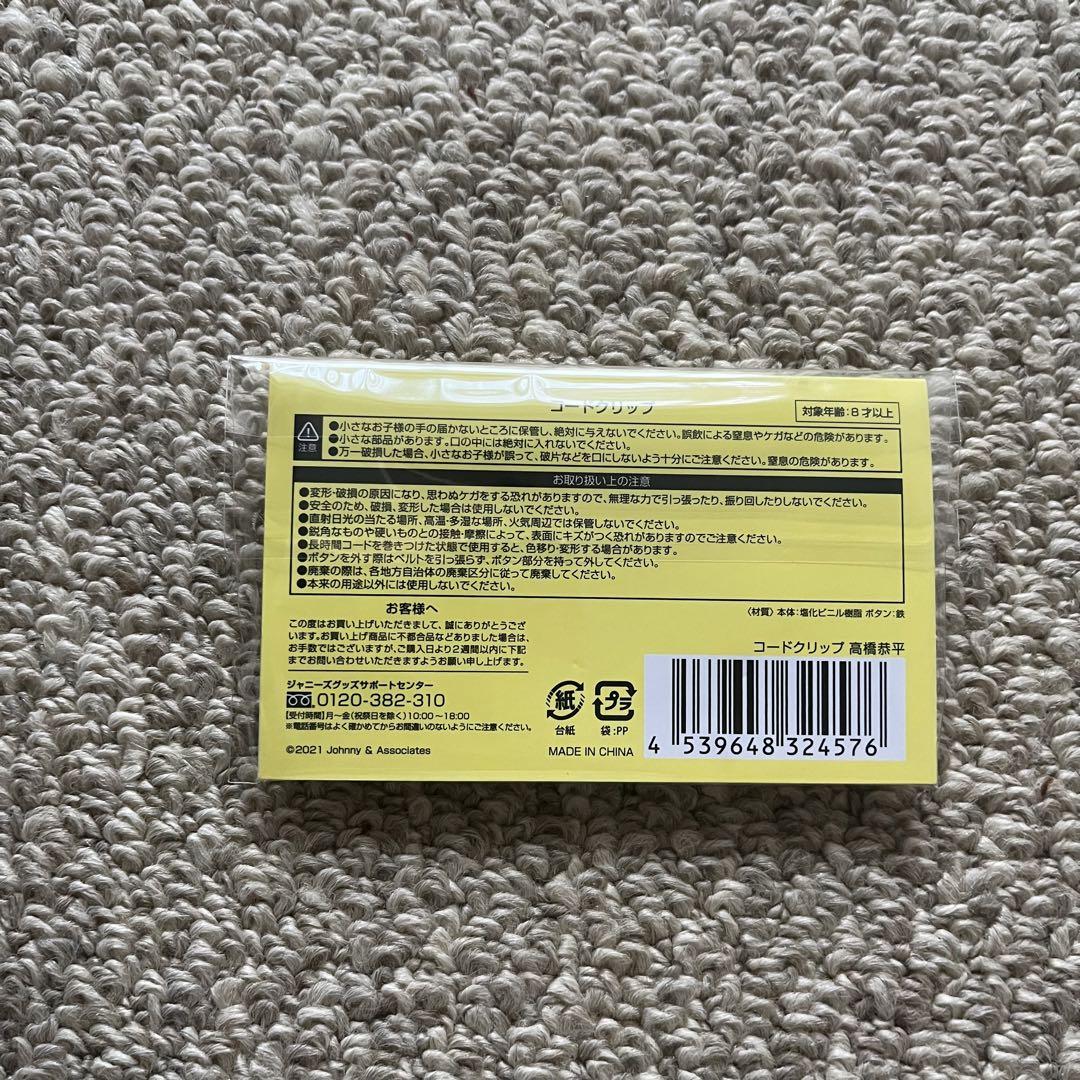 コードクリップ
対象年齢:8才以上
注意
●小さなお子様の手の届かないところに保管し、絶対に与えないでください。誤飲による窒息やケガなどの危険があります。
●小さな部品があります。口の中には絶対に入れないでください。
●万一破損した場合、小さなお子様が誤って、破片などを口にしないよう十分にご注意ください。窒息の危険があります。
お取り扱い上の注意
●変形・破損の原因になり、思わぬケガをする恐れがありますので、無理な力で引っ張ったり、振り回したりしないでください。
●安全のため、破損、変形した場合は使用しないでください。
●直射日光の当たる場所、高温・多湿な場所、火気周辺では保管しないでください。
●鋭角なものや硬いものとの接触・摩擦によって、表面にキズがつく恐れがありますのでご注意ください。
●長時間コードを巻きつけた状態で使用すると、色移り・変形する場合があります。
●ボタンを外す際はベルトを引っ張らず、ボタン部分を持って外してください。
●廃棄の際は、各地方自治体の廃棄区分に従って廃棄してください。
●本来の用途以外には使用しないでください。
お客様へ
この度はお買い上げいただきまして、誠にありがとうござ
います。お買い上げ商品に不都合品などありました場合は、
お手数ではございますが、ご購入日より2週間以内に下記
までお問い合わせいただきますようお願い申し上げます。
ジャニーズグッズサポートセンター
0120-382-310
【受付時間】月〜金(祝祭日を除く)10:00〜18:00
※電話番号はよく確かめてからお間違いのないようにご注意ください。
©2021 Johnny & Associates
〈材質〉本体:塩化ビニル樹脂 ボタン:鉄
コードクリップ 高橋恭平
紙
台紙
プラ
袋:PP
MADE IN CHINA
4 539648 324576